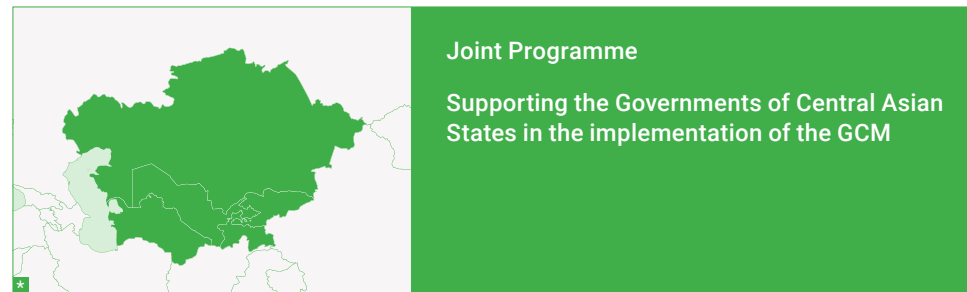 Joint Programme
Supporting the Governments of Central Asian
States in the implementation of the GCM
*